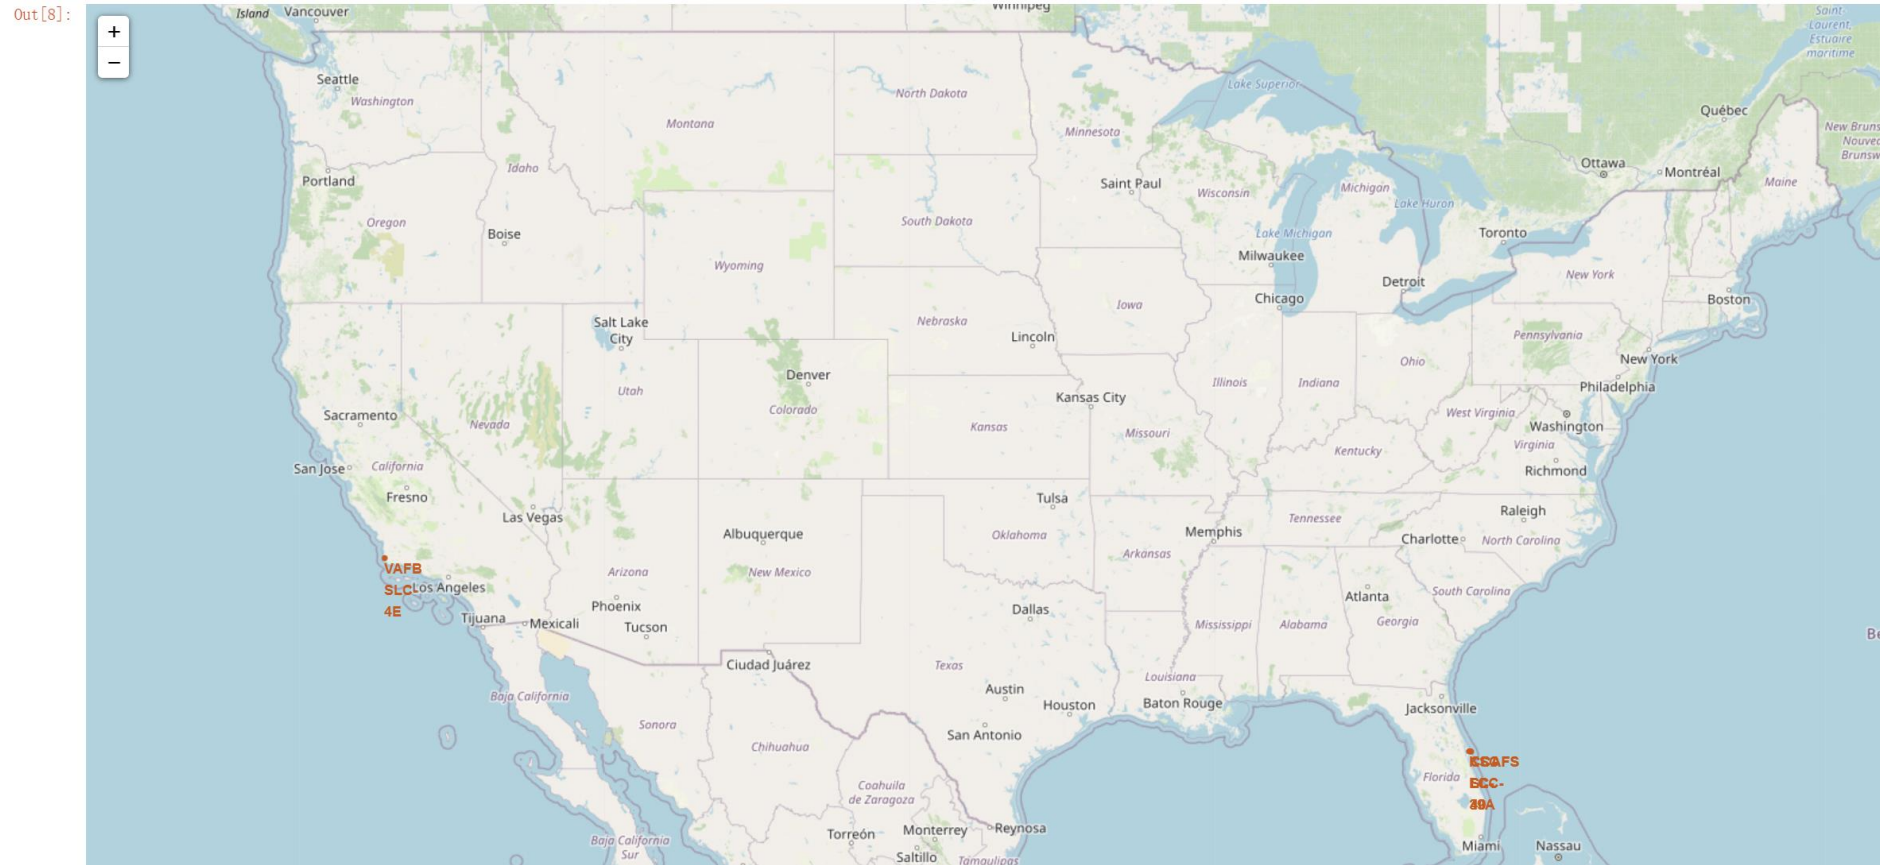 Out[8]:
+
−
Island
Vancouver
Winnipeg
Saint-
Laurent,
Estuaire
maritime
Seattle
Washington
Montana
North Dakota
Minnesota
Lake Superior
Québec
New Bruns
Ottawa
Montréal
Maine
Portland
Idaho
Saint Paul
Wisconsin
Michigan
Lake Huron
Oregon
Boise
South Dakota
Lake Michigan
Toronto
Milwaukee
Wyoming
New York
Detroit
Chicago
Boston
Iowa
Salt Lake
City
Nebraska
Lincoln
Pennsylvania
New York
Ohio
Denver
Utah
Colorado
Illinois
Indiana
Philadelphia
Kansas City
Sacramento
Nevada
Kansas
Missouri
West Virginia
Washington
Virginia
Kentucky
San Jose
California
Richmond
Fresno
Las Vegas
Tulsa
Raleigh
Tennessee
Albuquerque
Oklahoma
Memphis
Charlotte
North Carolina
Arkansas
VAFB
SLC-
4E
Los Angeles
Arizona
New Mexico
Phoenix
Atlanta
South Carolina
Dallas
Tijuana
Mexicali
Tucson
Mississippi
Alabama
Georgia
Ciudad Juárez
Texas
Louisiana
Baja California
Austin
Houston
Baton Rouge
Jacksonville
Sonora
Chihuahua
San Antonio
Florida
Coahuila
de Zaragoza
Baja California
Sur
Torreón
Monterrey
Reynosa
Saltillo
Tamaulipas
Miami
Nassau